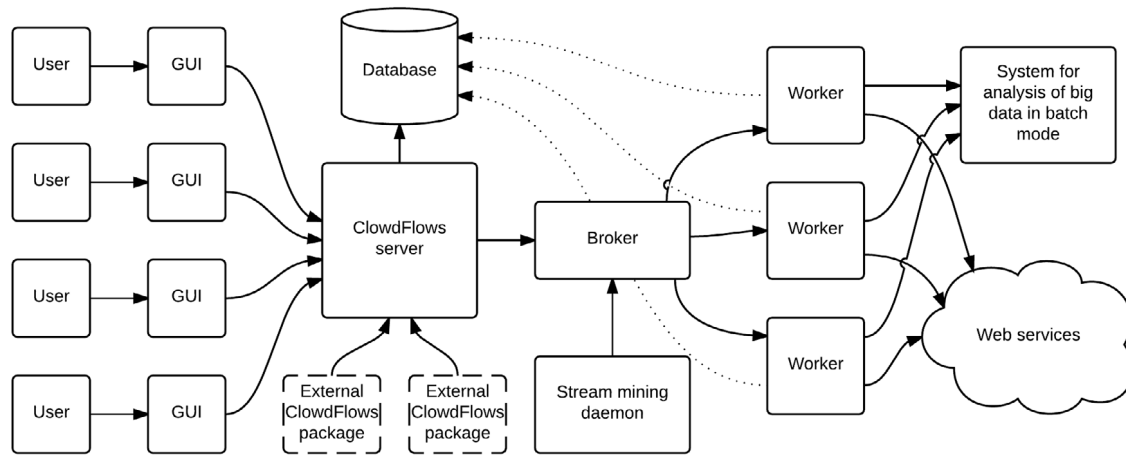 User
GUI
User
GUI
User
GUI
User
GUI
Database
ClowdFlows
server
External
ClowdFlows
package
External
ClowdFlows
package
Broker
Stream mining
daemon
Worker
Worker
Worker
System for
analysis of big
data in batch
mode
Web services